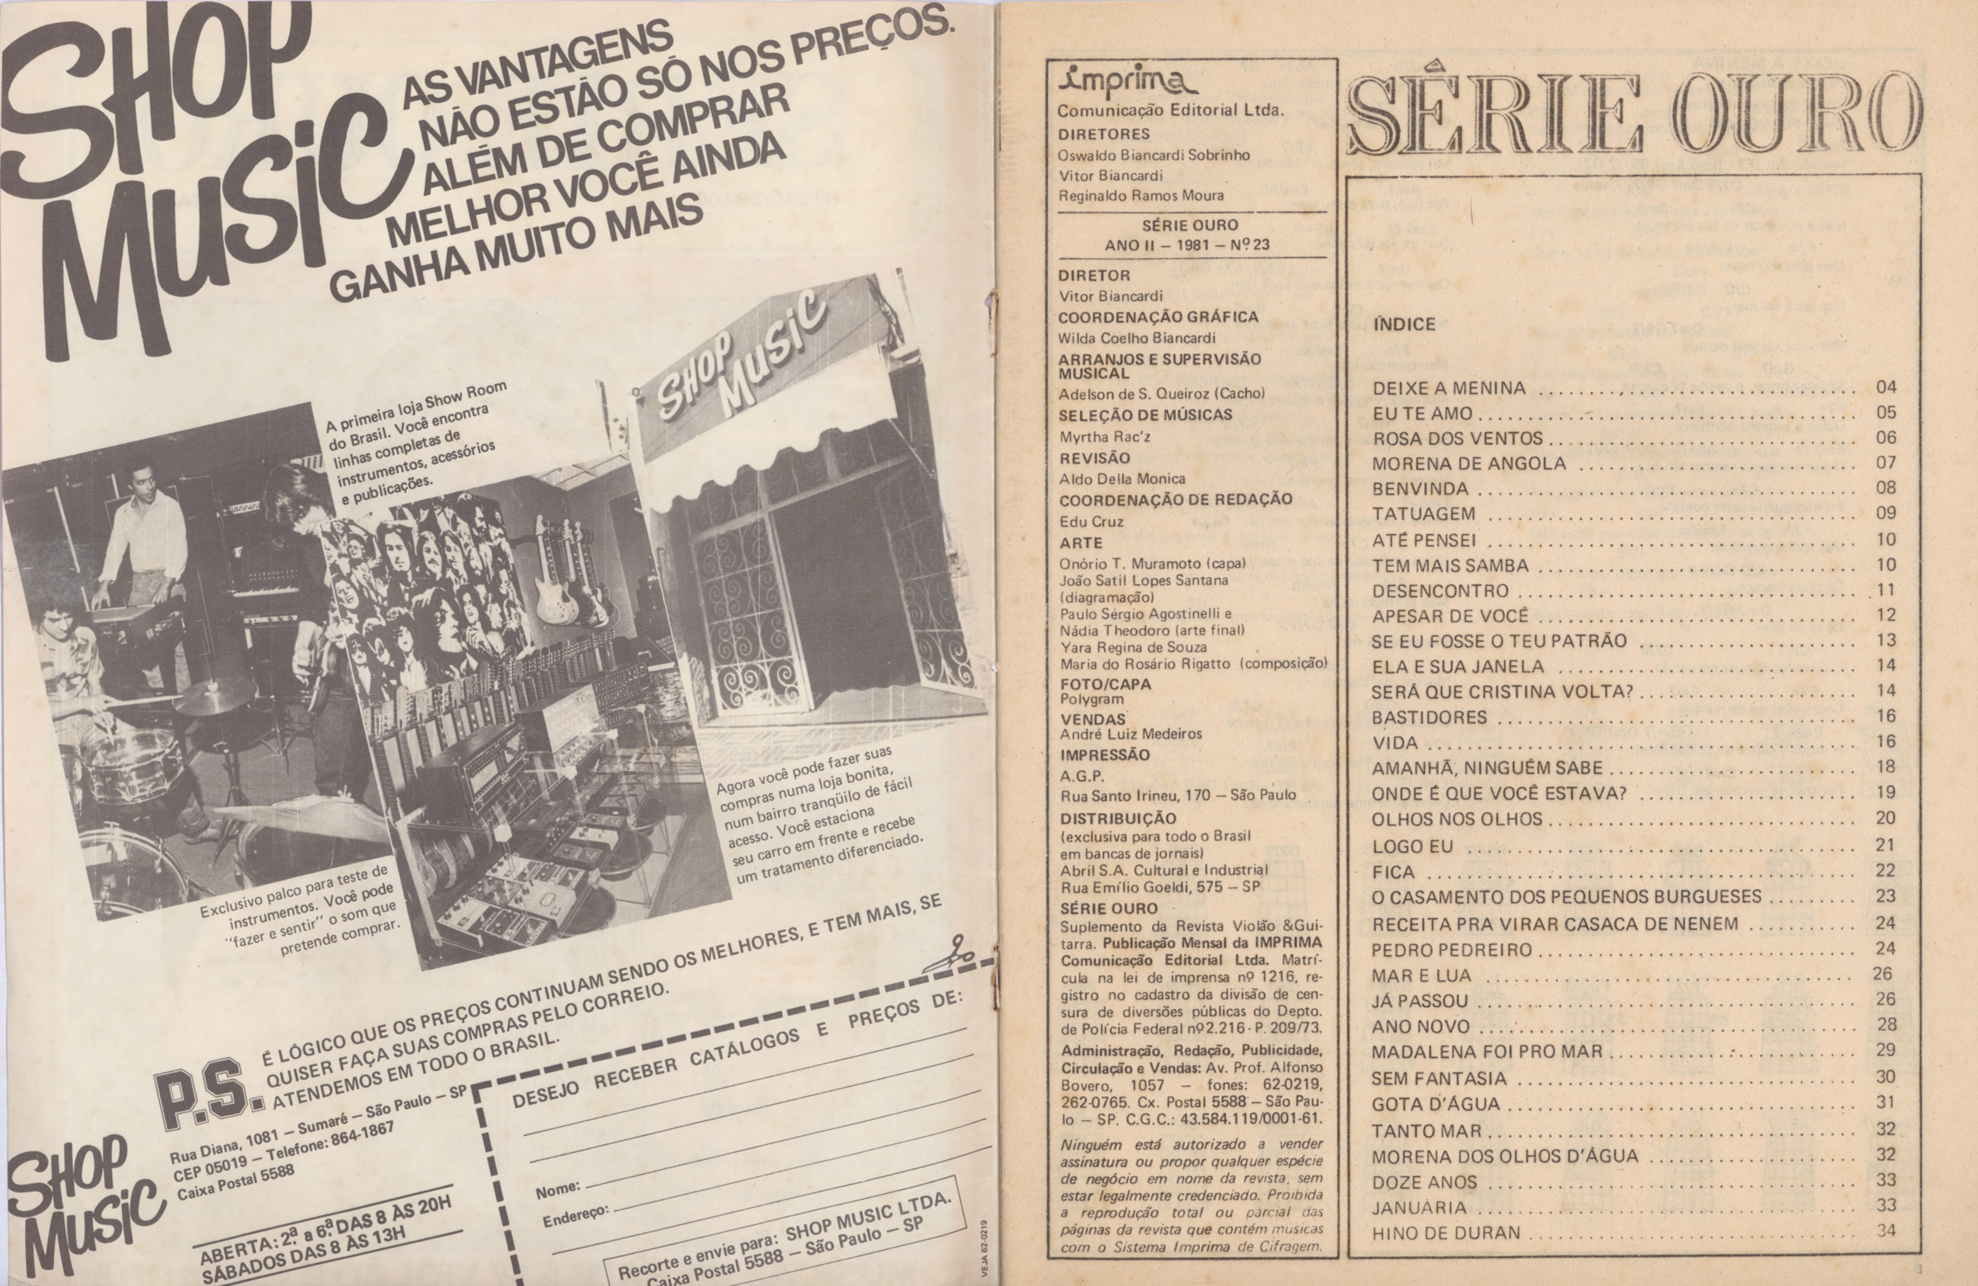 SHOP
MUSIC
AS VANTAGENS
NÃO ESTÃO SÓ NOS PREÇOS.
ALÉM DE COMPRAR
MELHOR VOCÊ AINDA
GANHA MUITO MAIS
A primeira loja Show Room
do Brasil. Você encontra
linhas completas de
instrumentos, acessórios
e publicações.
SHOP
MUSIC
Exclusivo palco para teste de
instrumentos. Você pode
"fazer e sentir" o som que
pretende comprar.
Agora você pode fazer suas
compras numa loja bonita,
num bairro tranqüilo de fácil
acesso. Você estaciona
seu carro em frente e recebe
um tratamento diferenciado.
P.S.
É LÓGICO QUE OS PREÇOS CONTINUAM SENDO OS MELHORES, E TEM MAIS, SE
QUISER FAÇA SUAS COMPRAS PELO CORREIO.
ATENDEMOS EM TODO O BRASIL.
Rua Diana, 1081 – Sumaré – São Paulo – SP
CEP 05019 – Telefone: 864-1867
Caixa Postal 5588
SHOP
MUSIC
ABERTA: 2ª a 6ª DAS 8 ÀS 20H
SÁBADOS DAS 8 ÀS 13H
DESEJO RECEBER CATÁLOGOS E PREÇOS DE:
Nome:
Endereço:
Recorte e envie para: SHOP MUSIC LTDA.
Caixa Postal 5588 – São Paulo – SP
VEJA 62-0219
imprima
Comunicação Editorial Ltda.
DIRETORES
Oswaldo Biancardi Sobrinho
Vitor Biancardi
Reginaldo Ramos Moura
SÉRIE OURO
ANO II – 1981 – Nº 23
DIRETOR
Vitor Biancardi
COORDENAÇÃO GRÁFICA
Wilda Coelho Biancardi
ARRANJOS E SUPERVISÃO
MUSICAL
Adelson de S. Queiroz (Cacho)
SELEÇÃO DE MÚSICAS
Myrtha Rac'z
REVISÃO
Aldo Della Monica
COORDENAÇÃO DE REDAÇÃO
Edu Cruz
ARTE
Onório T. Muramoto (capa)
João Satil Lopes Santana
(diagramação)
Paulo Sérgio Agostinelli e
Nádia Theodoro (arte final)
Yara Regina de Souza
Maria do Rosário Rigatto (composição)
FOTO/CAPA
Polygram
VENDAS
André Luiz Medeiros
IMPRESSÃO
A.G.P.
Rua Santo Irineu, 170 – São Paulo
DISTRIBUIÇÃO
(exclusiva para todo o Brasil
em bancas de jornais)
Abril S.A. Cultural e Industrial
Rua Emílio Goeldi, 575 – SP
SÉRIE OURO
Suplemento da Revista Violão &Gui-
tarra. Publicação Mensal da IMPRIMA
Comunicação Editorial Ltda. Matrí-
cula na lei de imprensa nº 1216, re-
gistro no cadastro da divisão de cen-
sura de diversões públicas do Depto.
de Polícia Federal nº 2.216 - P. 209/73.
Administração, Redação, Publicidade,
Circulação e Vendas: Av. Prof. Alfonso
Bovero, 1057 – fones: 62-0219,
262-0765. Cx. Postal 5588 – São Pau-
lo – SP. C.G.C.: 43.584.119/0001-61.
Ninguém está autorizado a vender
assinatura ou propor qualquer espécie
de negócio em nome da revista, sem
estar legalmente credenciado. Proibida
a reprodução total ou parcial das
páginas da revista que contém músicas
com o Sistema Imprima de Cifragem.
SÉRIE OURO
ÍNDICE
DEIXE A MENINA 04
EU TE AMO 05
ROSA DOS VENTOS 06
MORENA DE ANGOLA 07
BENVINDA 08
TATUAGEM 09
ATÉ PENSEI 10
TEM MAIS SAMBA 10
DESENCONTRO 11
APESAR DE VOCÊ 12
SE EU FOSSE O TEU PATRÃO 13
ELA E SUA JANELA 14
SERÁ QUE CRISTINA VOLTA? 14
BASTIDORES 16
VIDA 16
AMANHÃ, NINGUÉM SABE 18
ONDE É QUE VOCÊ ESTAVA? 19
OLHOS NOS OLHOS 20
LOGO EU 21
FICA 22
O CASAMENTO DOS PEQUENOS BURGUESES 23
RECEITA PRA VIRAR CASACA DE NENEM 24
PEDRO PEDREIRO 24
MAR E LUA 26
JÁ PASSOU 26
ANO NOVO 28
MADALENA FOI PRO MAR 29
SEM FANTASIA 30
GOTA D'ÁGUA 31
TANTO MAR 32
MORENA DOS OLHOS D'ÁGUA 32
DOZE ANOS 33
JANUÁRIA 33
HINO DE DURAN 34
3